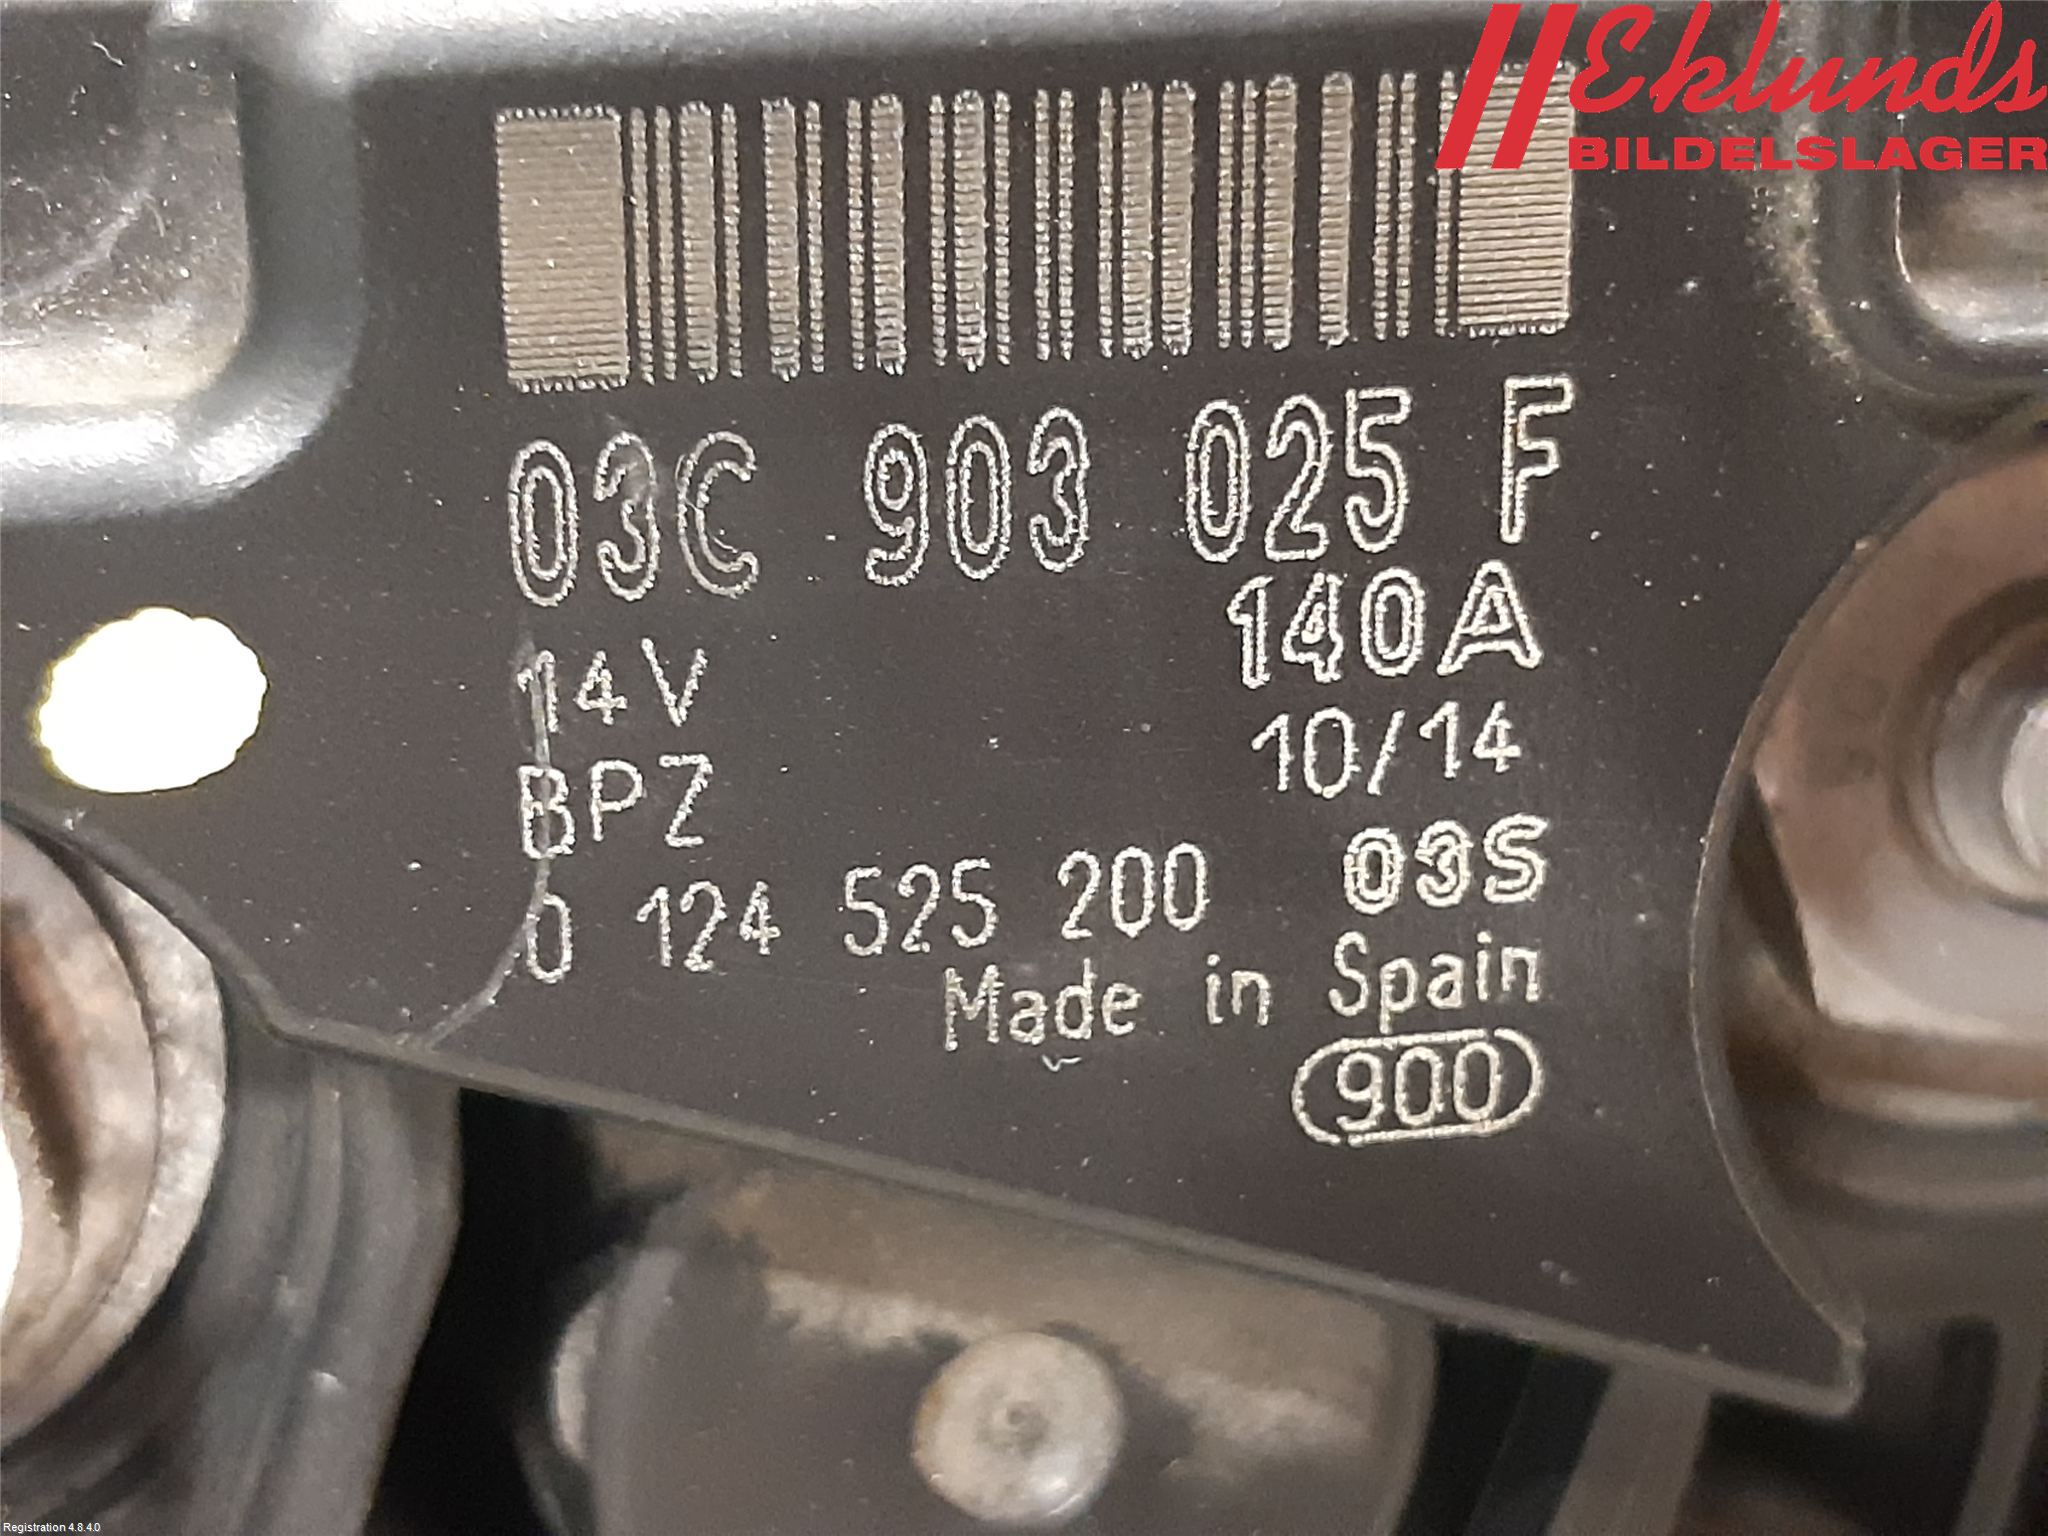 Eklunds
BILDELSLAGER
03C 903 025 F
14V 140A
BPZ 10/14
0 124 525 200 03S
Made in Spain
900
Registration 4.8.4.0